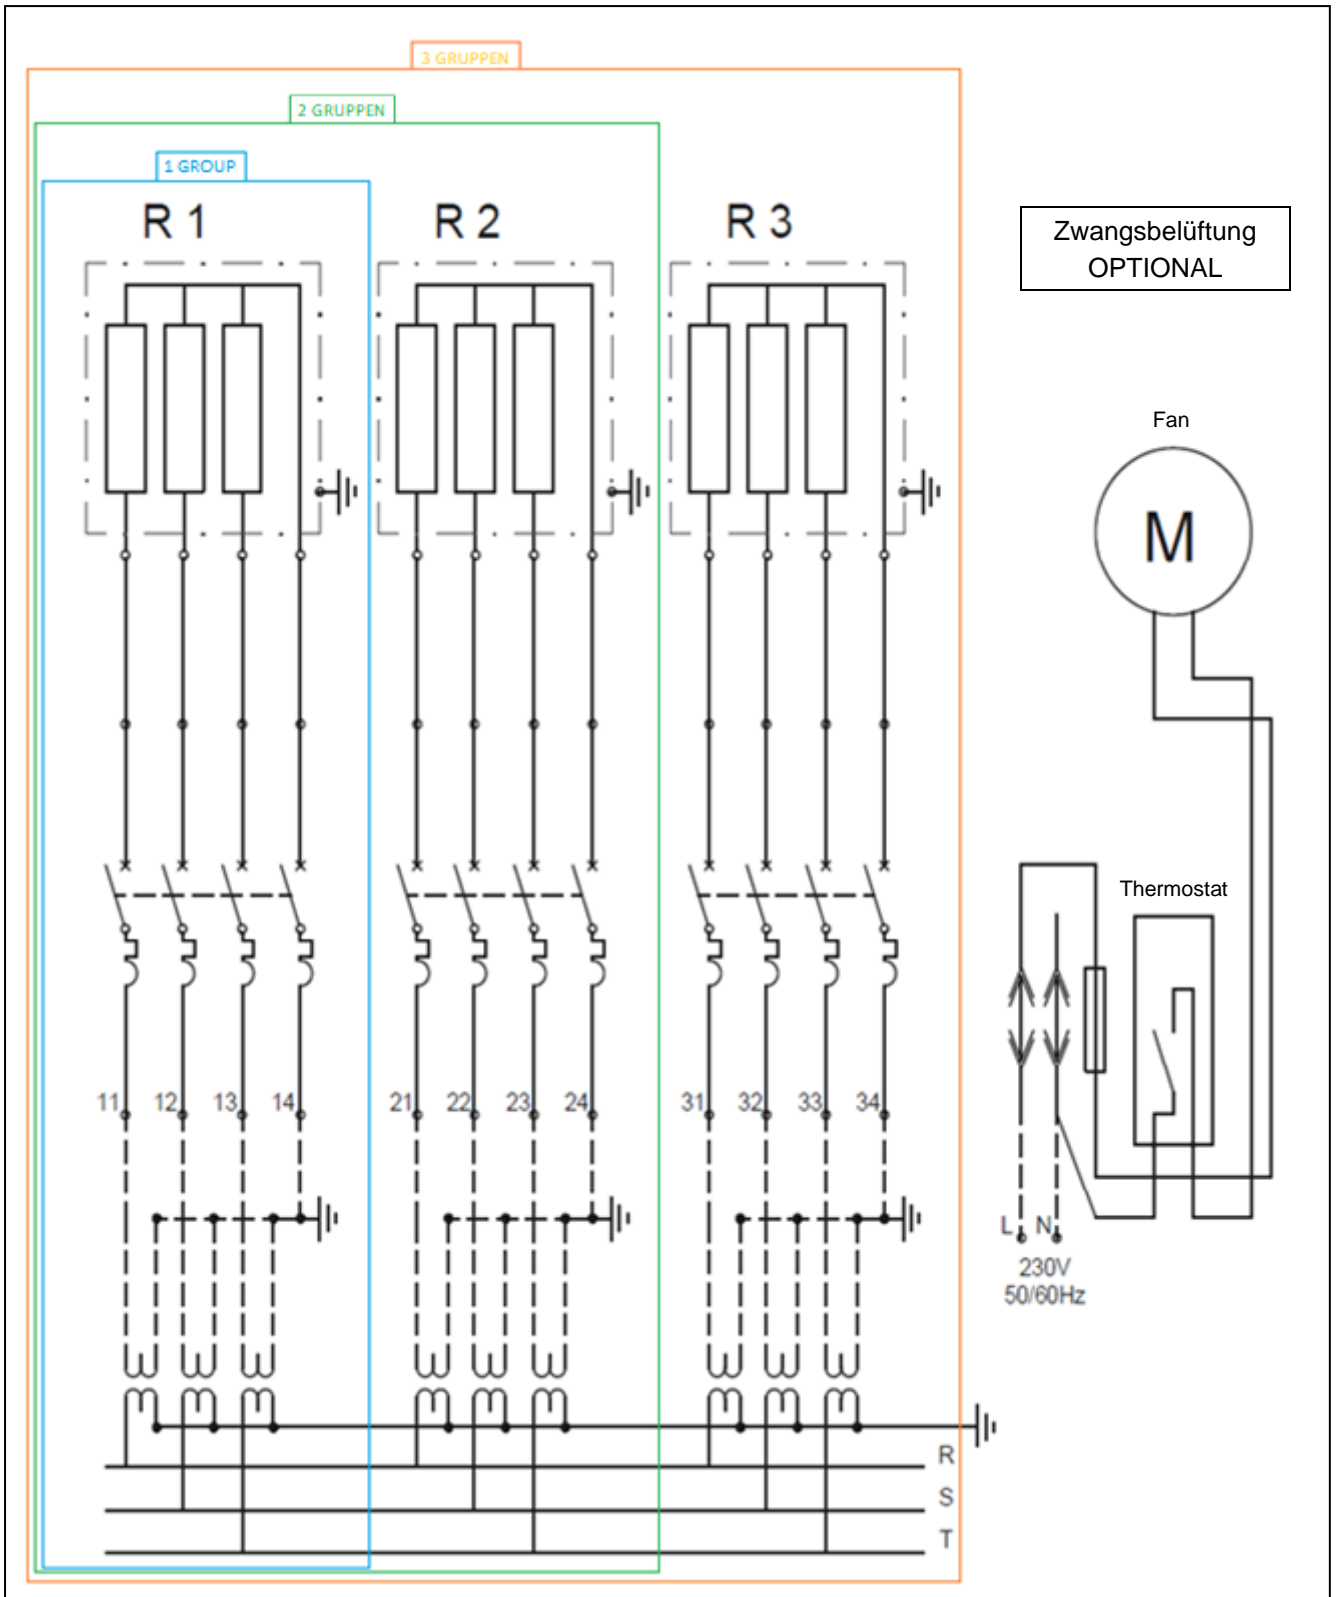 3 GRUPPEN
2 GRUPPEN
1 GROUP
R 1 R 2 R 3
Zwangsbelüftung
OPTIONAL
Fan
M
Thermostat
11 12 13 14 21 22 23 24 31 32 33 34
L N
230V
50/60Hz
R
S
T